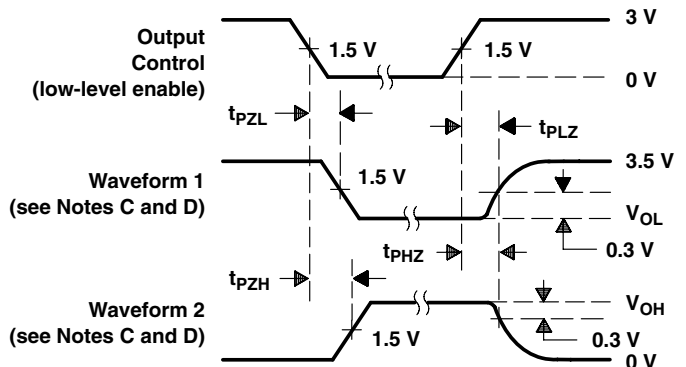 3 V
Output
Control
(low-level enable)
1.5 V
1.5 V
0 V
tPZL
tPLZ
3.5 V
Waveform 1
(see Notes C and D)
1.5 V
VOL
0.3 V
tPHZ
tPZH
VOH
Waveform 2
(see Notes C and D)
1.5 V
0.3 V
0 V